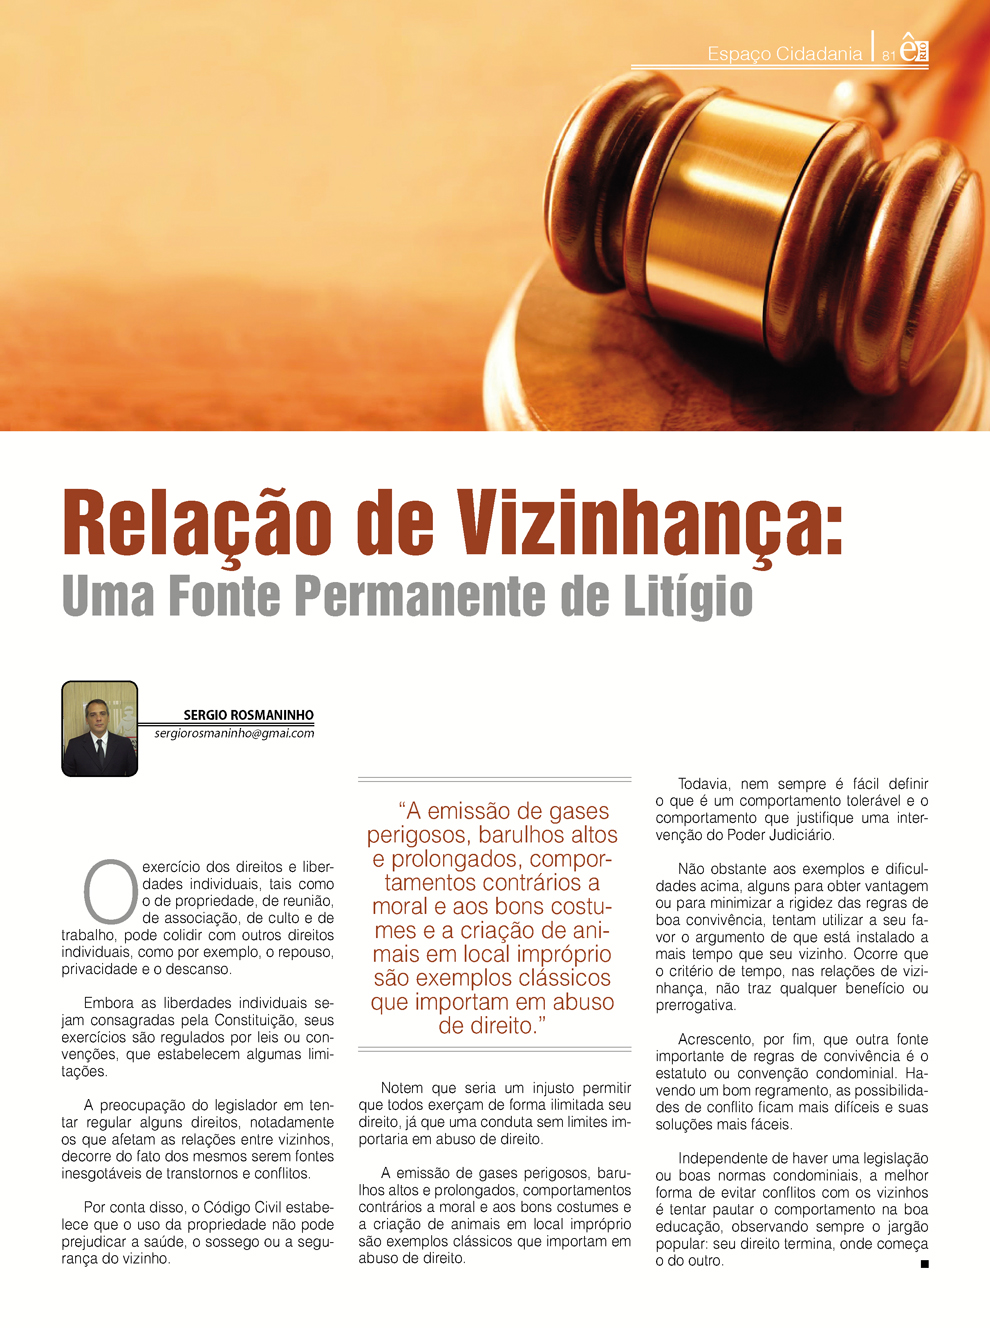 Espaço Cidadania | 81 ê RIO
Relação de Vizinhança:
Uma Fonte Permanente de Litígio
SERGIO ROSMANINHO
sergiorosmaninho@gmai.com
O exercício dos direitos e liber-
dades individuais, tais como
o de propriedade, de reunião,
de associação, de culto e de
trabalho, pode colidir com outros direitos
individuais, como por exemplo, o repouso,
privacidade e o descanso.
Embora as liberdades individuais se-
jam consagradas pela Constituição, seus
exercícios são regulados por leis ou con-
venções, que estabelecem algumas limi-
tações.
A preocupação do legislador em ten-
tar regular alguns direitos, notadamente
os que afetam as relações entre vizinhos,
decorre do fato dos mesmos serem fontes
inesgotáveis de transtornos e conflitos.
Por conta disso, o Código Civil estabe-
lece que o uso da propriedade não pode
prejudicar a saúde, o sossego ou a segu-
rança do vizinho.
“A emissão de gases
perigosos, barulhos altos
e prolongados, compor-
tamentos contrários a
moral e aos bons costu-
mes e a criação de ani-
mais em local impróprio
são exemplos clássicos
que importam em abuso
de direito.”
Notem que seria um injusto permitir
que todos exerçam de forma ilimitada seu
direito, já que uma conduta sem limites im-
portaria em abuso de direito.
A emissão de gases perigosos, baru-
lhos altos e prolongados, comportamentos
contrários a moral e aos bons costumes e
a criação de animais em local impróprio
são exemplos clássicos que importam em
abuso de direito.
Todavia, nem sempre é fácil definir
o que é um comportamento tolerável e o
comportamento que justifique uma inter-
venção do Poder Judiciário.
Não obstante aos exemplos e dificul-
dades acima, alguns para obter vantagem
ou para minimizar a rigidez das regras de
boa convivência, tentam utilizar a seu fa-
vor o argumento de que está instalado a
mais tempo que seu vizinho. Ocorre que
o critério de tempo, nas relações de vizi-
nhança, não traz qualquer benefício ou
prerrogativa.
Acrescento, por fim, que outra fonte
importante de regras de convivência é o
estatuto ou convenção condominial. Ha-
vendo um bom regramento, as possibilida-
des de conflito ficam mais difíceis e suas
soluções mais fáceis.
Independente de haver uma legislação
ou boas normas condominiais, a melhor
forma de evitar conflitos com os vizinhos
é tentar pautar o comportamento na boa
educação, observando sempre o jargão
popular: seu direito termina, onde começa
o do outro.